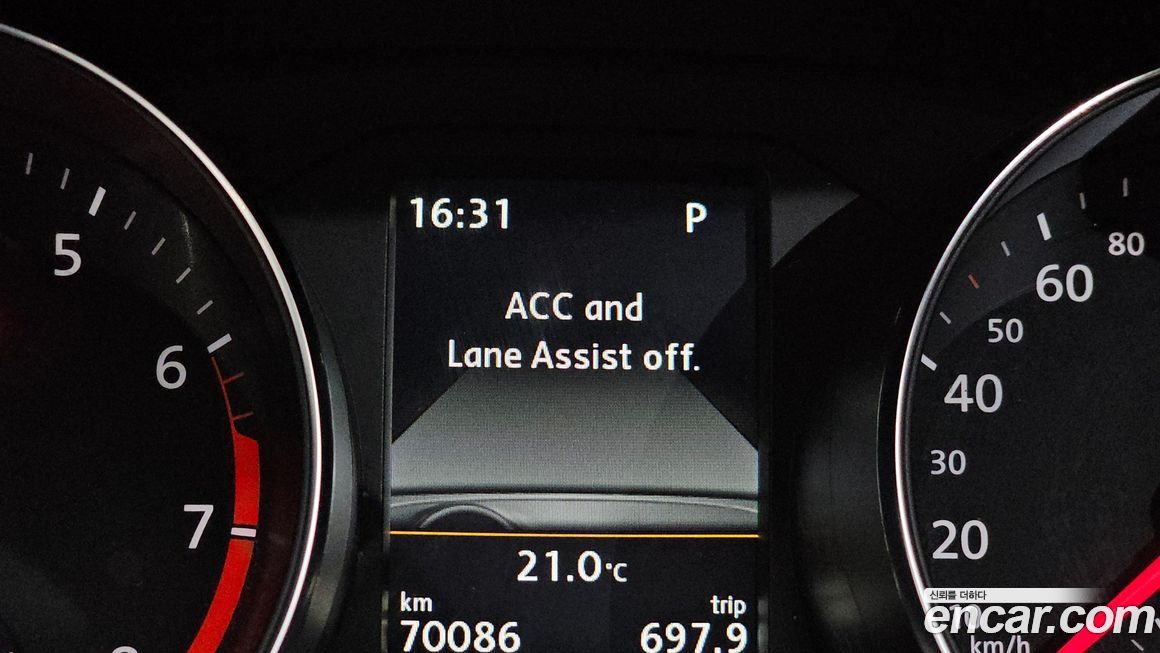 16:31 P
ACC and
Lane Assist off.
21.0°C
km trip
70086 697.9
5
6
7
80
60
50
40
30
20
km/h
신뢰를 더하다
encar.com